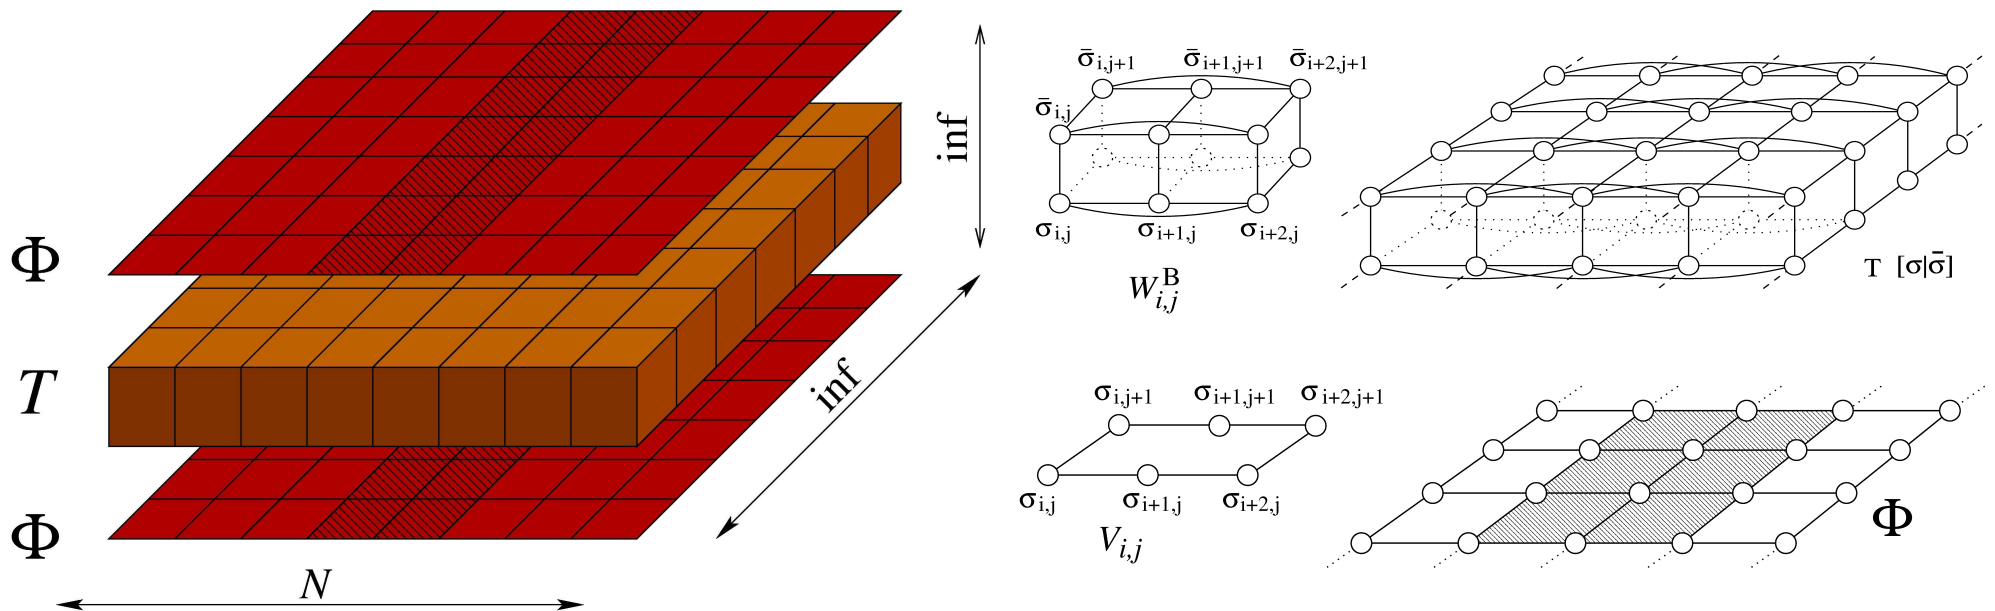 Φ
T
Φ
N
inf
inf
σ̄i,j+1 σ̄i+1,j+1 σ̄i+2,j+1
σ̄i,j
σi,j σi+1,j σi+2,j
W^B_i,j
T [σ|σ̄]
σi,j+1 σi+1,j+1 σi+2,j+1
σi,j σi+1,j σi+2,j
Vi,j
Φ